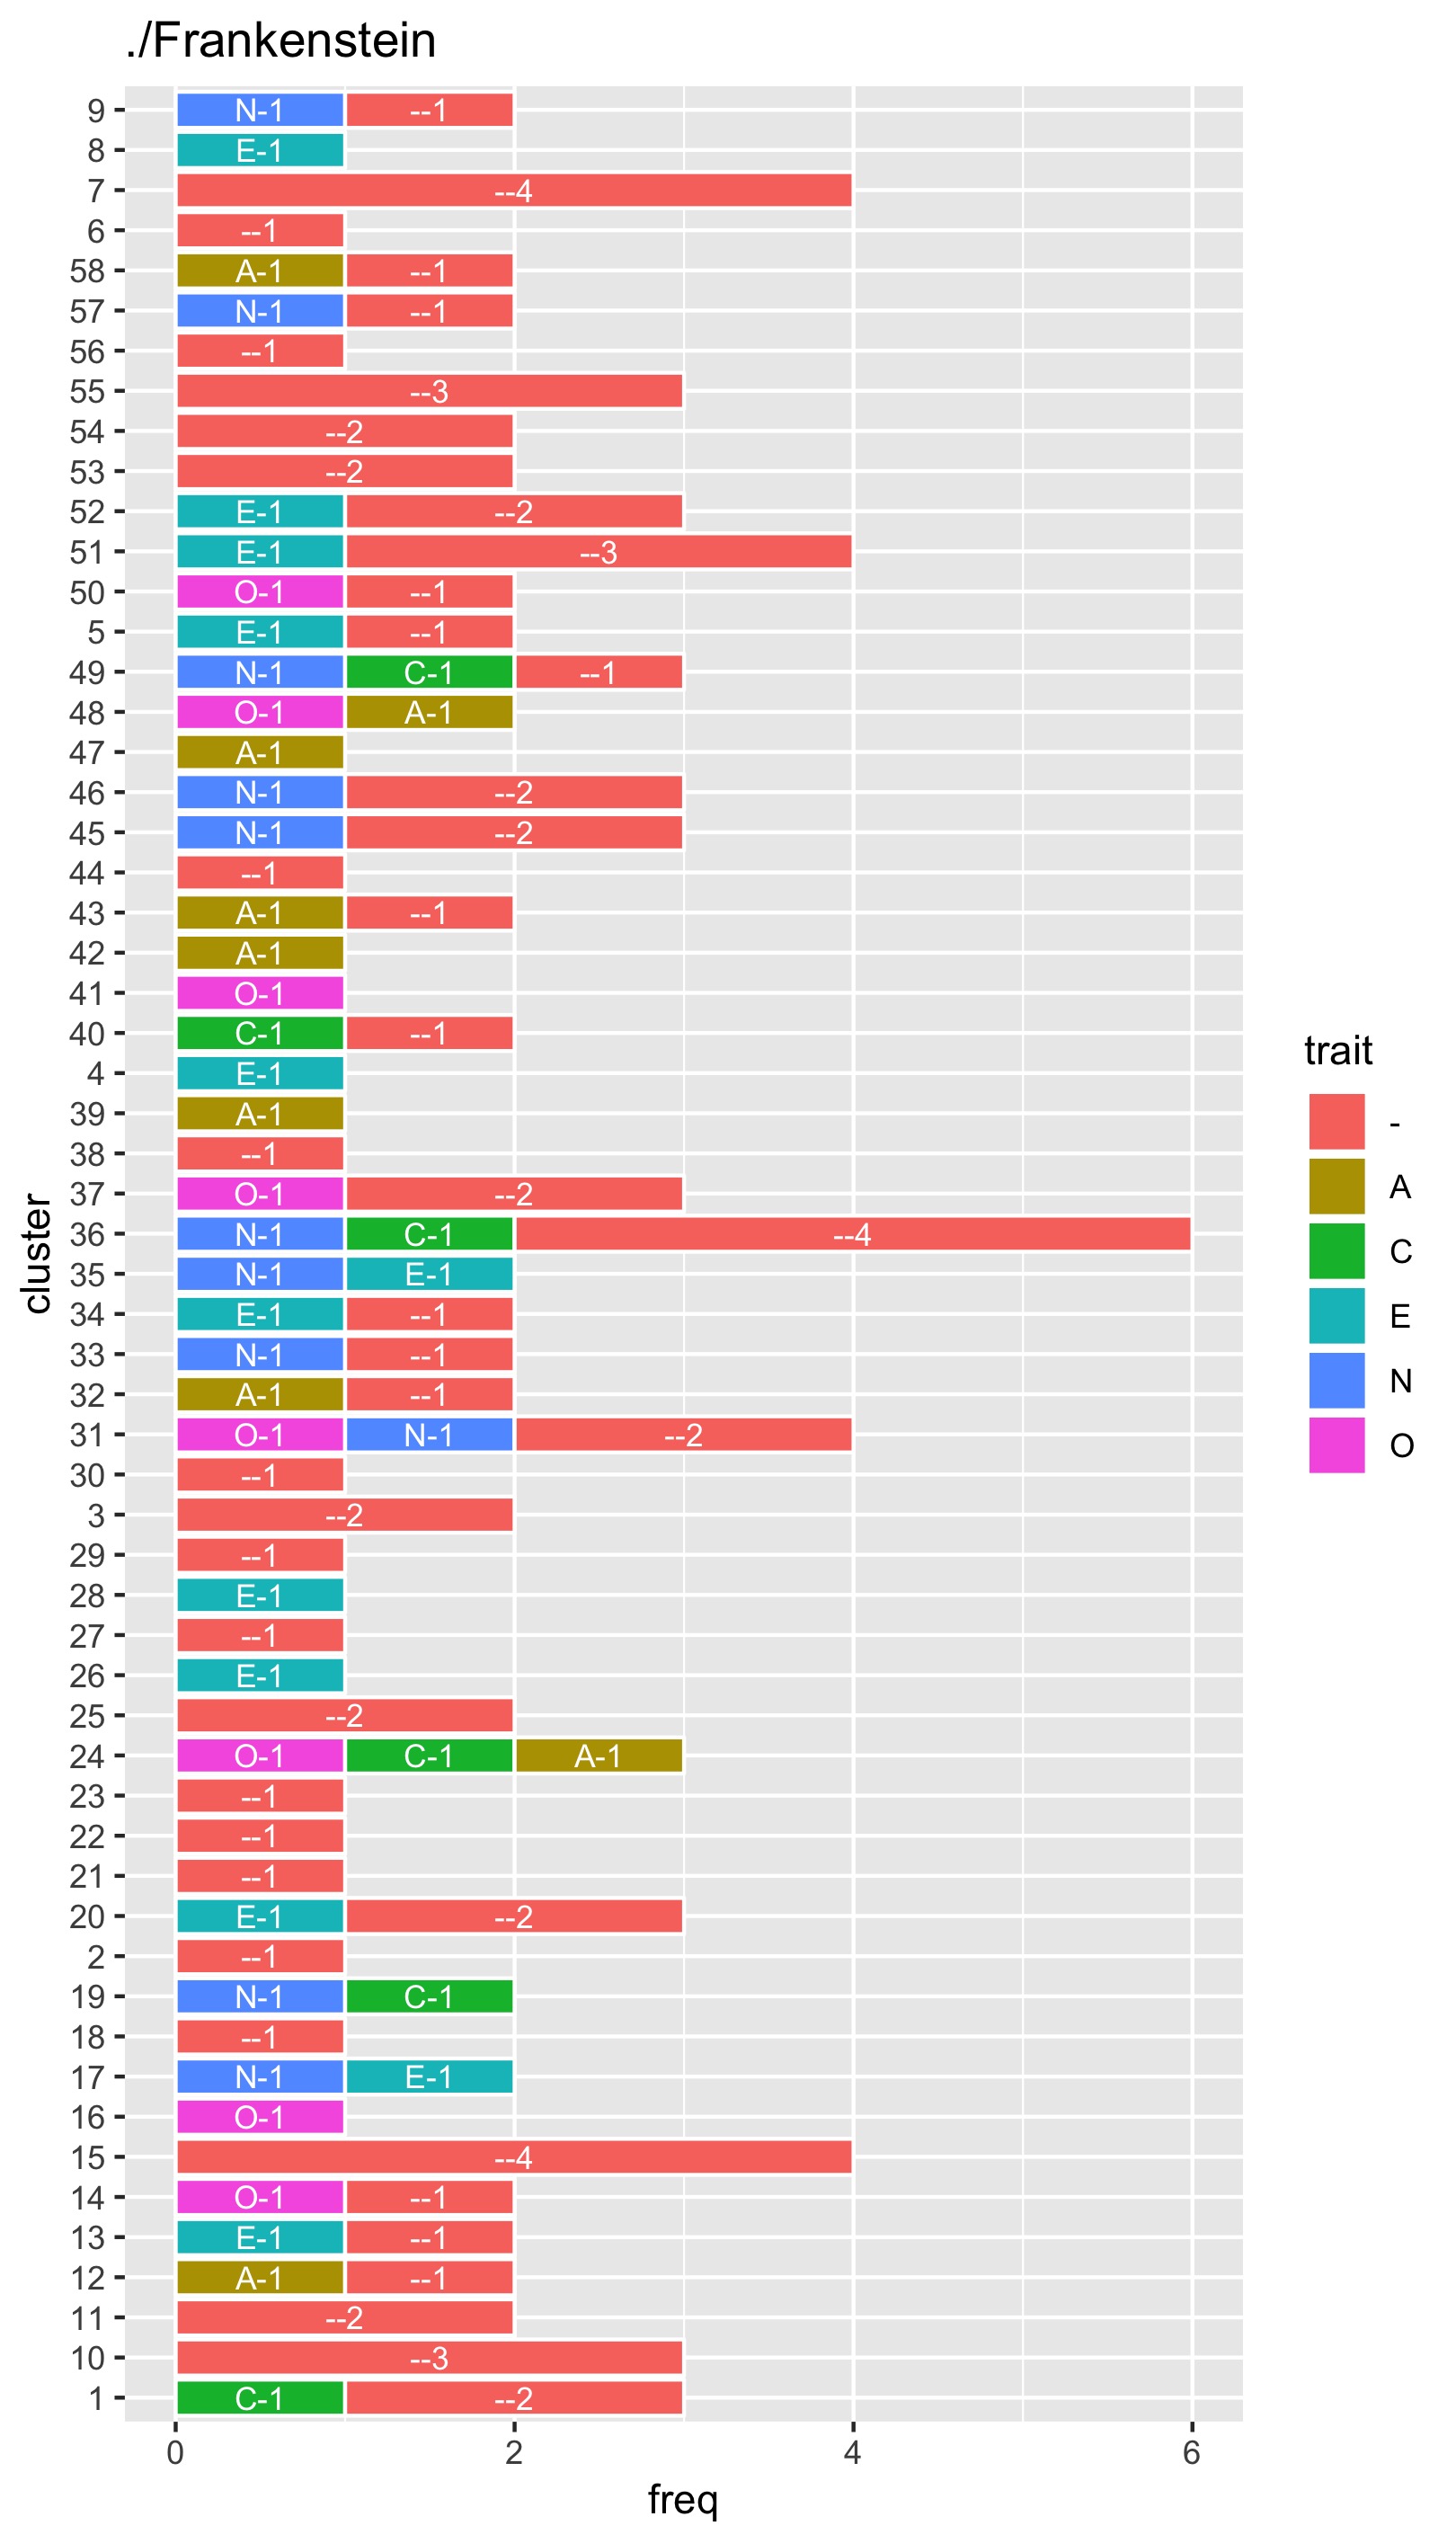 ./Frankenstein
9 N-1 --1
8 E-1
7 --4
6 --1
58 A-1 --1
57 N-1 --1
56 --1
55 --3
54 --2
53 --2
52 E-1 --2
51 E-1 --3
50 O-1 --1
5 E-1 --1
49 N-1 C-1 --1
48 O-1 A-1
47 A-1
46 N-1 --2
45 N-1 --2
44 --1
43 A-1 --1
42 A-1
41 O-1
40 C-1 --1
4 E-1
39 A-1
38 --1
37 O-1 --2
36 N-1 C-1 --4
35 N-1 E-1
34 E-1 --1
33 N-1 --1
32 A-1 --1
31 O-1 N-1 --2
30 --1
3 --2
29 --1
28 E-1
27 --1
26 E-1
25 --2
24 O-1 C-1 A-1
23 --1
22 --1
21 --1
20 E-1 --2
2 --1
19 N-1 C-1
18 --1
17 N-1 E-1
16 O-1
15 --4
14 O-1 --1
13 E-1 --1
12 A-1 --1
11 --2
10 --3
1 C-1 --2
0 2 4 6
freq
cluster
trait
-
A
C
E
N
O